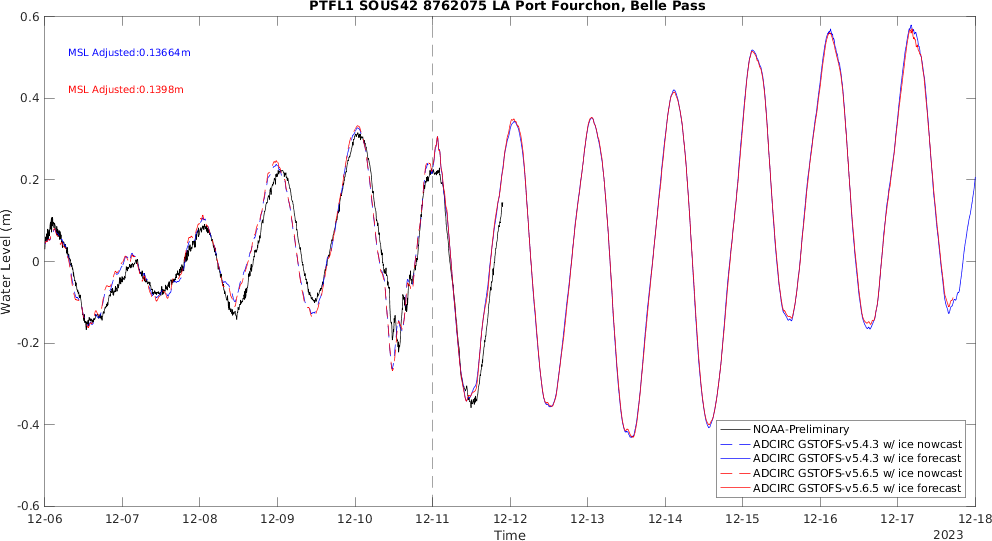 PTFL1 SOUS42 8762075 LA Port Fourchon, Belle Pass
MSL Adjusted:0.13664m
MSL Adjusted:0.1398m
Water Level (m)
0.6
0.4
0.2
0
-0.2
-0.4
-0.6
NOAA-Preliminary
ADCIRC GSTOFS-v5.4.3 w/ ice nowcast
ADCIRC GSTOFS-v5.4.3 w/ ice forecast
ADCIRC GSTOFS-v5.6.5 w/ ice nowcast
ADCIRC GSTOFS-v5.6.5 w/ ice forecast
12-06 12-07 12-08 12-09 12-10 12-11 12-12 12-13 12-14 12-15 12-16 12-17 12-18
Time
2023